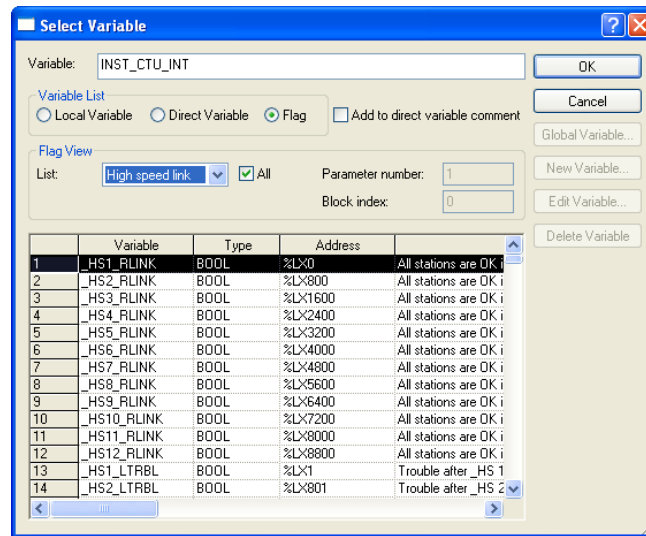 Select Variable
Variable: INST_CTU_INT
OK
Variable List
Local Variable Direct Variable Flag Add to direct variable comment
Cancel
Global Variable...
Flag View
List: High speed link All Parameter number: 1
New Variable...
Block index: 0
Edit Variable...
Delete Variable
Variable Type Address
1 _HS1_RLINK BOOL %LX0 All stations are OK i
2 _HS2_RLINK BOOL %LX800 All stations are OK i
3 _HS3_RLINK BOOL %LX1600 All stations are OK i
4 _HS4_RLINK BOOL %LX2400 All stations are OK i
5 _HS5_RLINK BOOL %LX3200 All stations are OK i
6 _HS6_RLINK BOOL %LX4000 All stations are OK i
7 _HS7_RLINK BOOL %LX4800 All stations are OK i
8 _HS8_RLINK BOOL %LX5600 All stations are OK i
9 _HS9_RLINK BOOL %LX6400 All stations are OK i
10 _HS10_RLINK BOOL %LX7200 All stations are OK i
11 _HS11_RLINK BOOL %LX8000 All stations are OK i
12 _HS12_RLINK BOOL %LX8800 All stations are OK i
13 _HS1_LTRBL BOOL %LX1 Trouble after _HS 1
14 _HS2_LTRBL BOOL %LX801 Trouble after _HS 2